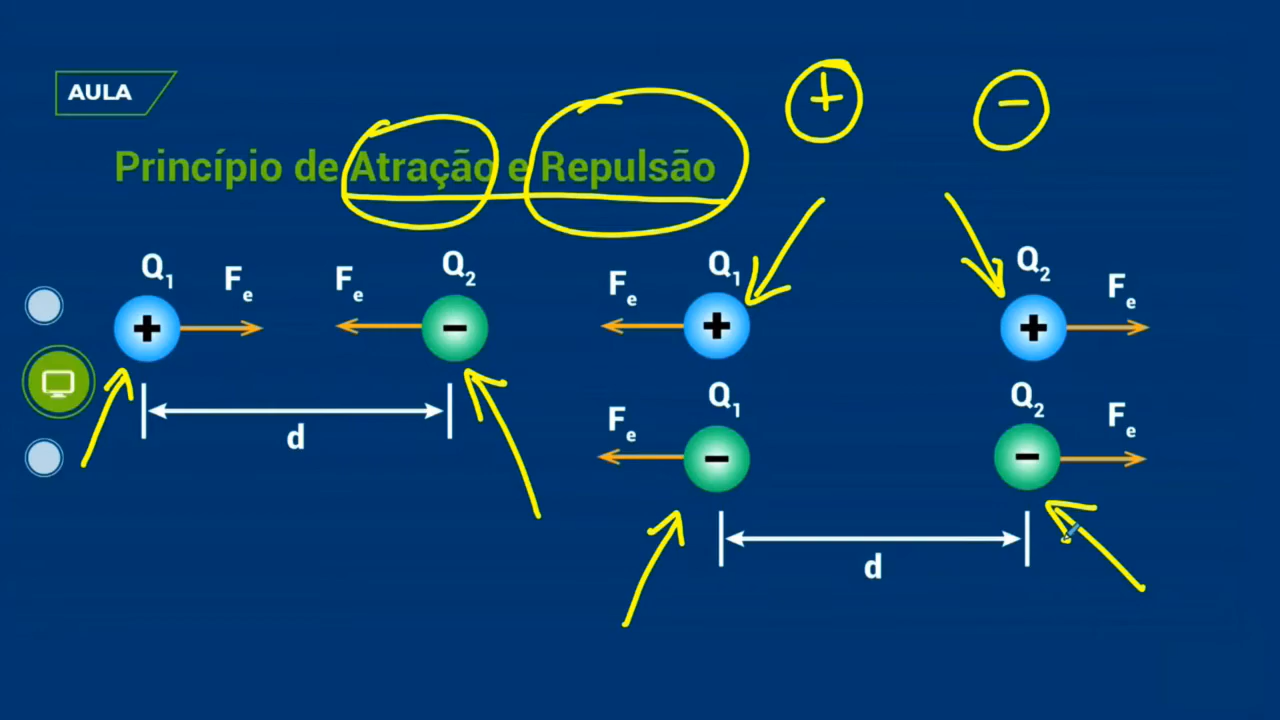 AULA
+ −
Princípio de Atração e Repulsão
Q1 Fe Fe Q2 Fe Q1 Q2 Fe
+ − + +
Fe Q1 Q2 Fe
− −
d
d